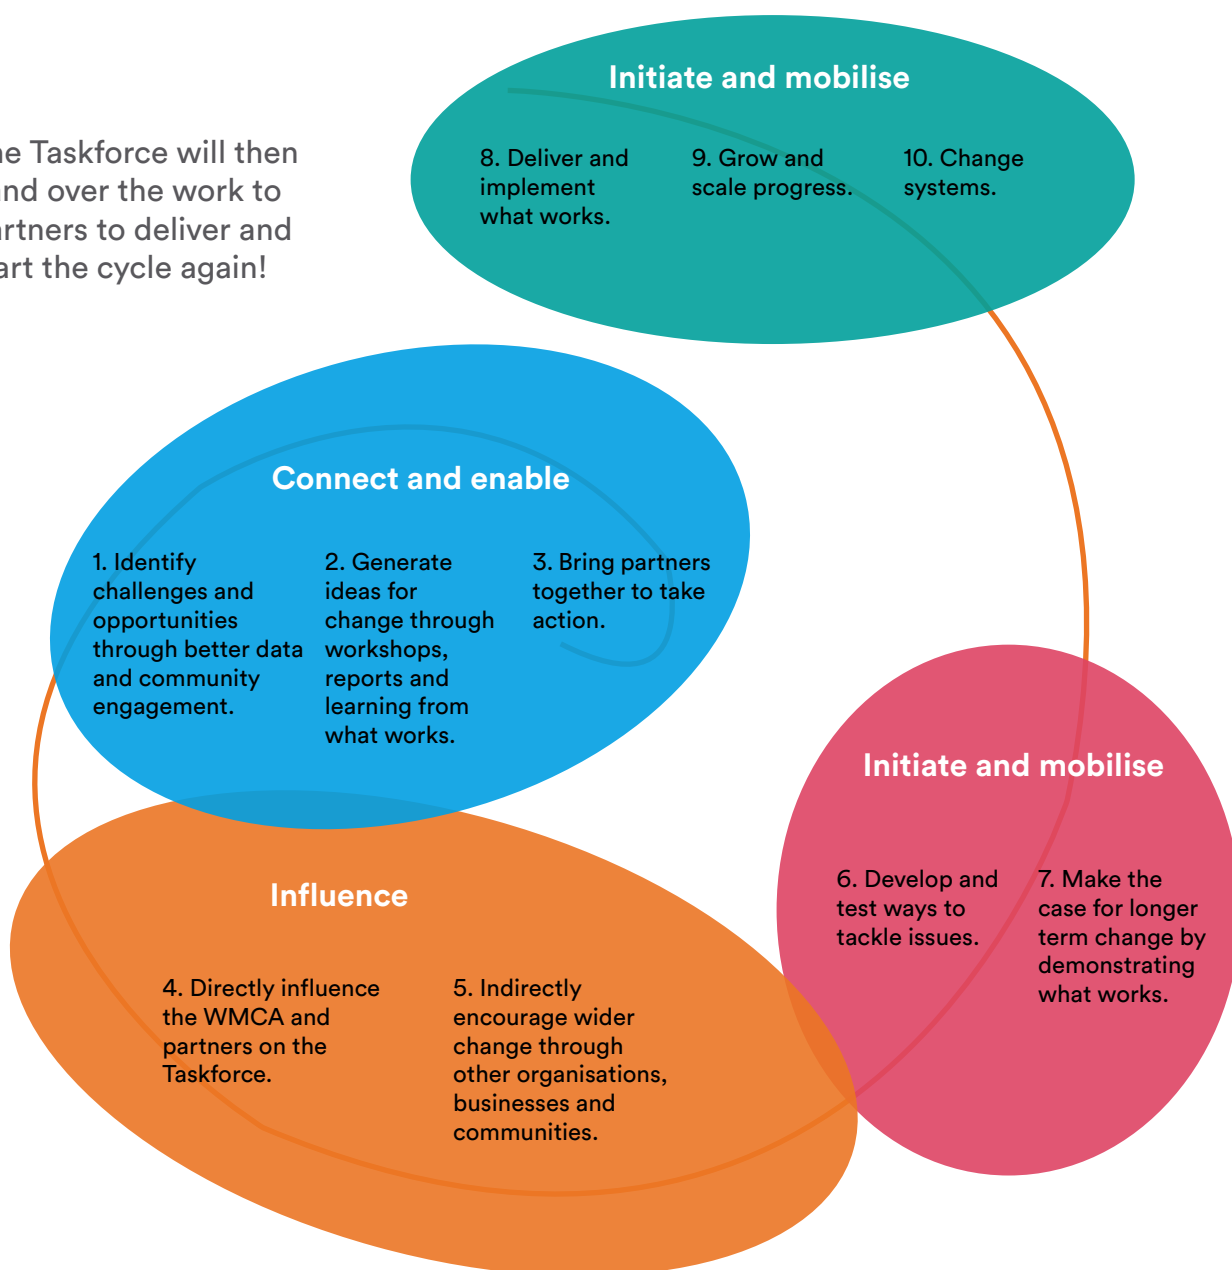 Initiate and mobilise
8. Deliver and
implement
what works.
9. Grow and
scale progress.
10. Change
systems.
Taskforce will then
over the work to
to deliver and
the cycle again!
Connect and enable
1. Identify
challenges and
opportunities
through better data
and community
engagement.
2. Generate
ideas for
change through
workshops,
reports and
learning from
what works.
3. Bring partners
together to take
action.
Initiate and mobilise
6. Develop and
test ways to
tackle issues.
7. Make the
case for longer
term change by
demonstrating
what works.
Influence
4. Directly influence
the WMCA and
partners on the
Taskforce.
5. Indirectly
encourage wider
change through
other organisations,
businesses and
communities.